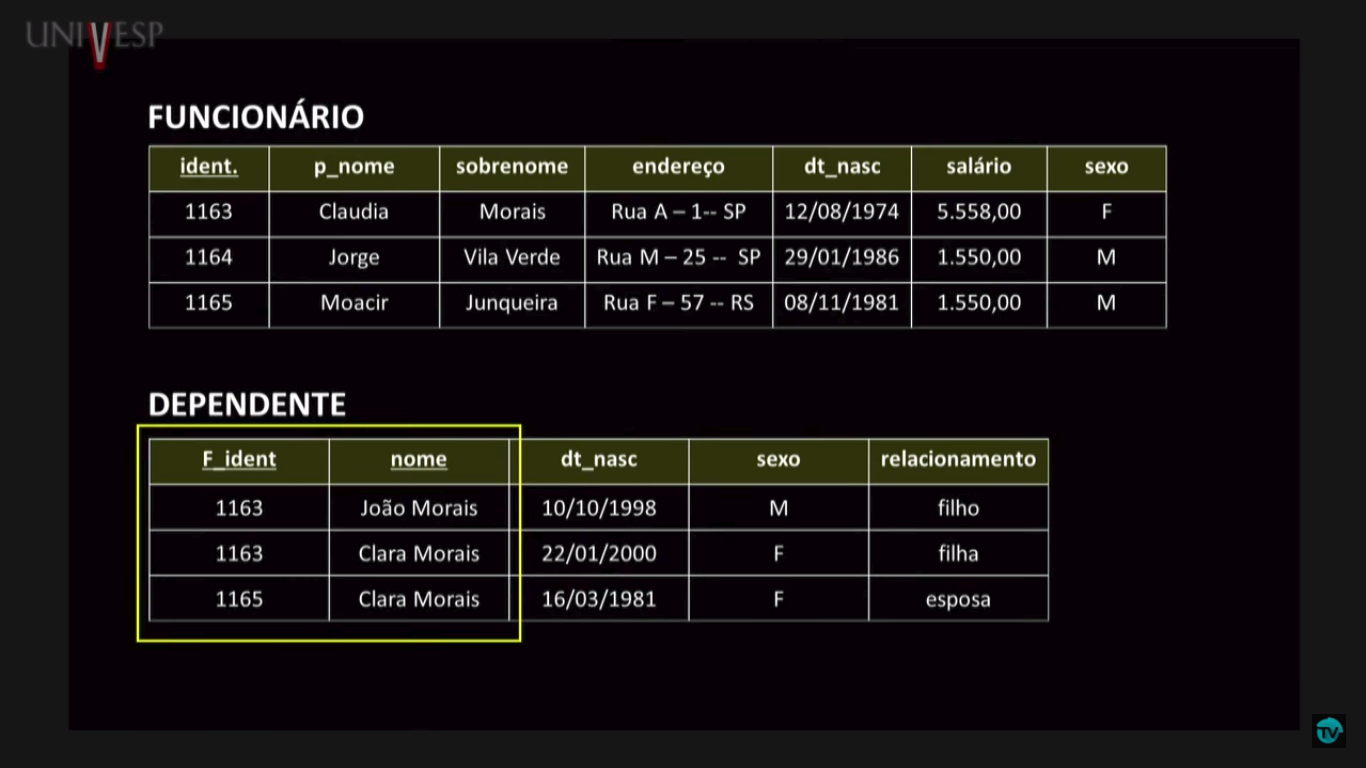 UNIVESP
FUNCIONÁRIO
ident. p_nome sobrenome endereço dt_nasc salário sexo
1163 Claudia Morais Rua A – 1-- SP 12/08/1974 5.558,00 F
1164 Jorge Vila Verde Rua M – 25 -- SP 29/01/1986 1.550,00 M
1165 Moacir Junqueira Rua F – 57 -- RS 08/11/1981 1.550,00 M
DEPENDENTE
F_ident nome dt_nasc sexo relacionamento
1163 João Morais 10/10/1998 M filho
1163 Clara Morais 22/01/2000 F filha
1165 Clara Morais 16/03/1981 F esposa
TV